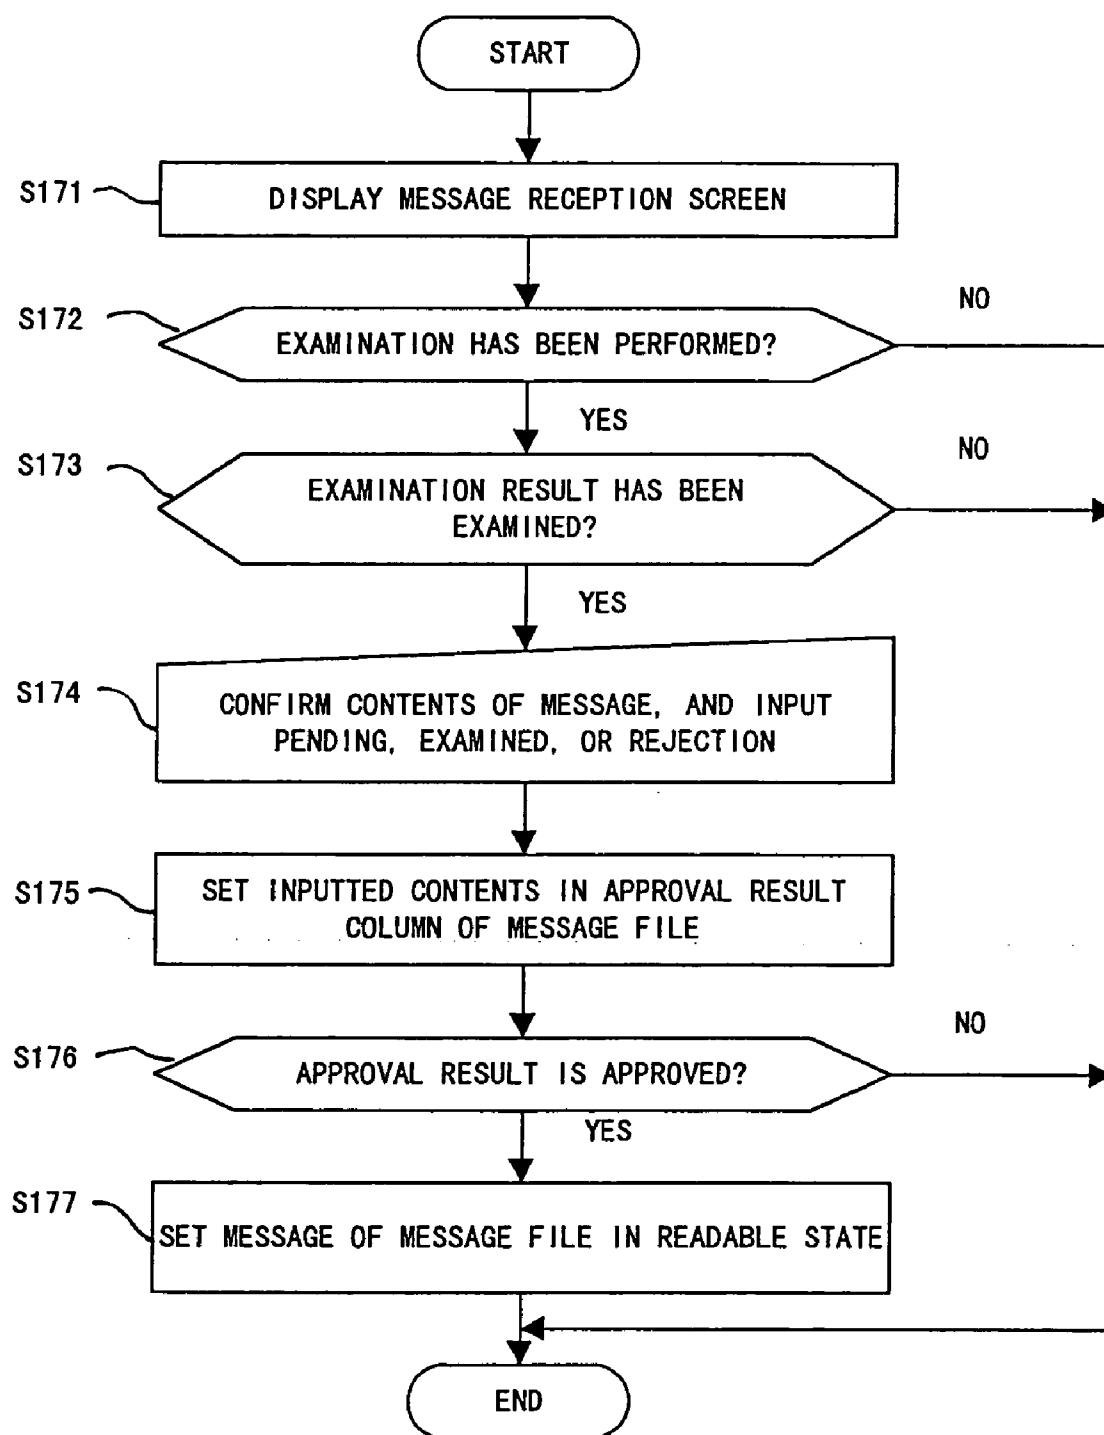 START
S171
DISPLAY MESSAGE RECEPTION SCREEN
S172
EXAMINATION HAS BEEN PERFORMED?
NO
YES
S173
EXAMINATION RESULT HAS BEEN
EXAMINED?
NO
YES
S174
CONFIRM CONTENTS OF MESSAGE, AND INPUT
PENDING, EXAMINED, OR REJECTION
S175
SET INPUTTED CONTENTS IN APPROVAL RESULT
COLUMN OF MESSAGE FILE
S176
APPROVAL RESULT IS APPROVED?
NO
YES
S177
SET MESSAGE OF MESSAGE FILE IN READABLE STATE
END